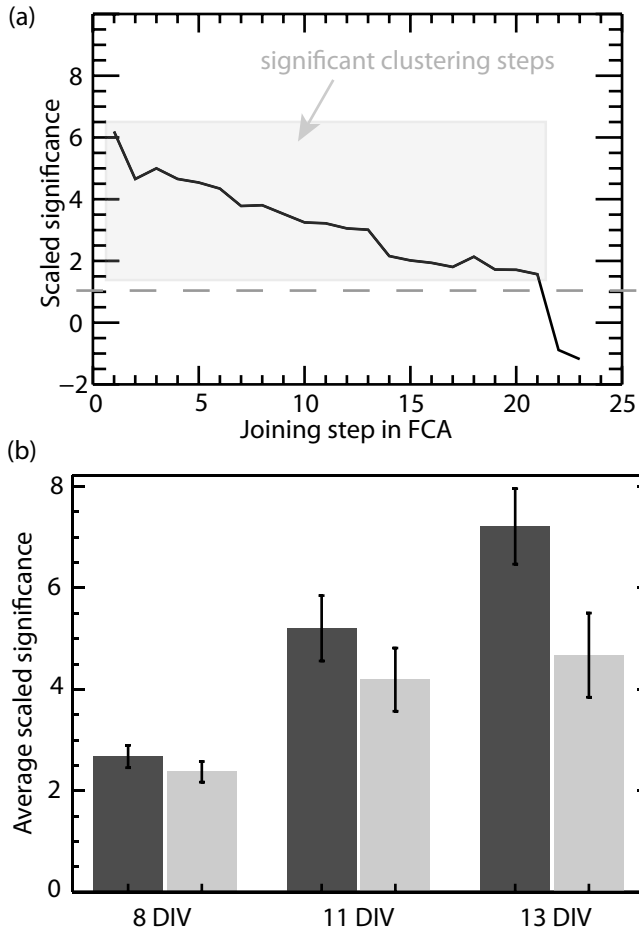 (a)
significant clustering steps
Scaled significance
8
6
4
2
0
−2
0 5 10 15 20 25
Joining step in FCA
(b)
Average scaled significance
8
6
4
2
0
8 DIV 11 DIV 13 DIV